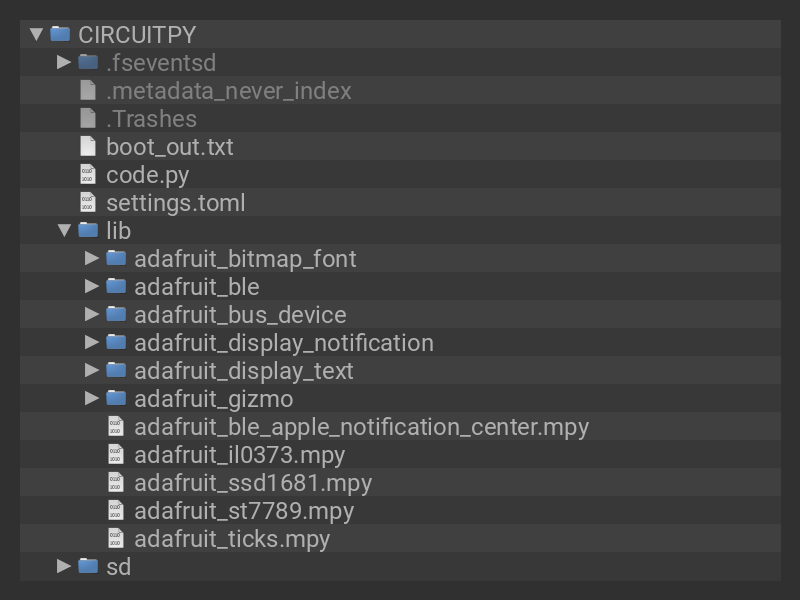 CIRCUITPY
.fseventsd
.metadata_never_index
.Trashes
boot_out.txt
code.py
settings.toml
lib
adafruit_bitmap_font
adafruit_ble
adafruit_bus_device
adafruit_display_notification
adafruit_display_text
adafruit_gizmo
adafruit_ble_apple_notification_center.mpy
adafruit_il0373.mpy
adafruit_ssd1681.mpy
adafruit_st7789.mpy
adafruit_ticks.mpy
sd